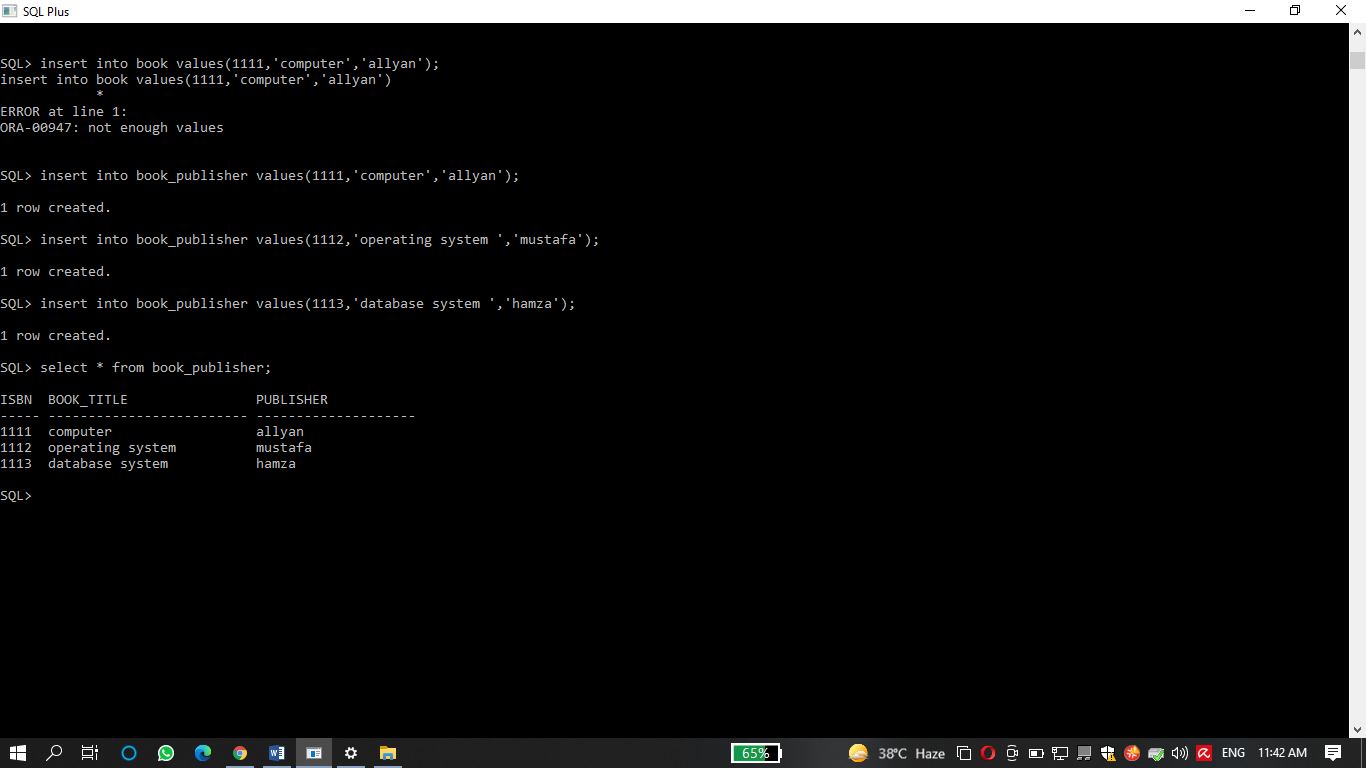 SQL Plus
SQL> insert into book values(1111,'computer','allyan');
insert into book values(1111,'computer','allyan')
            *
ERROR at line 1:
ORA-00947: not enough values
SQL> insert into book_publisher values(1111,'computer','allyan');
1 row created.
SQL> insert into book_publisher values(1112,'operating system ','mustafa');
1 row created.
SQL> insert into book_publisher values(1113,'database system ','hamza');
1 row created.
SQL> select * from book_publisher;
ISBN  BOOK_TITLE                PUBLISHER
----- ------------------------- --------------------
1111  computer                  allyan
1112  operating system          mustafa
1113  database system           hamza
SQL>
65% 38°C Haze ENG 11:42 AM